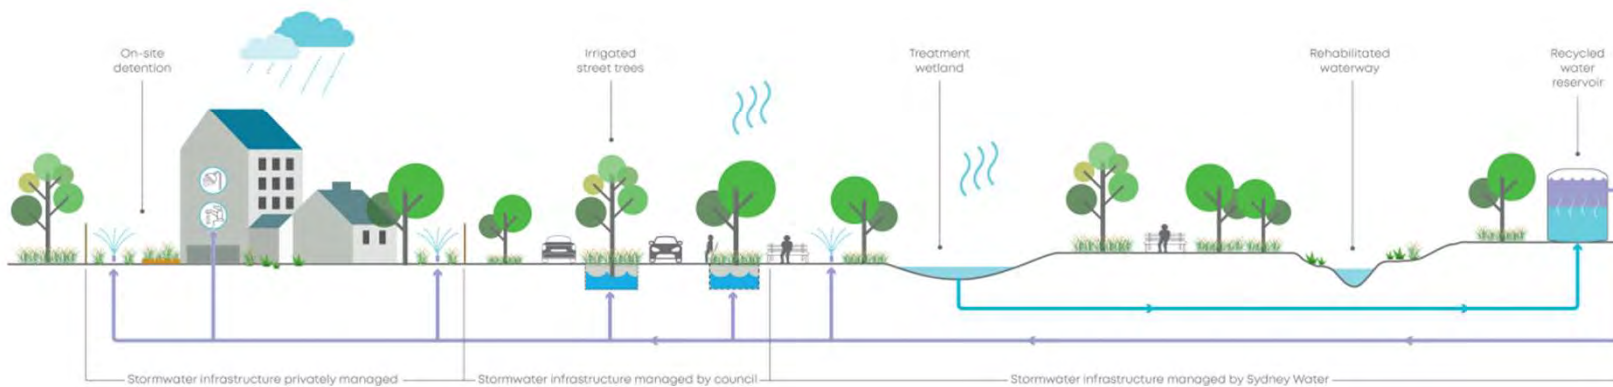 On-site
detention
Irrigated
street trees
Treatment
wetland
Rehabilitated
waterway
Recycled
water
reservoir
Stormwater infrastructure privately managed
Stormwater infrastructure managed by council
Stormwater infrastructure managed by Sydney Water